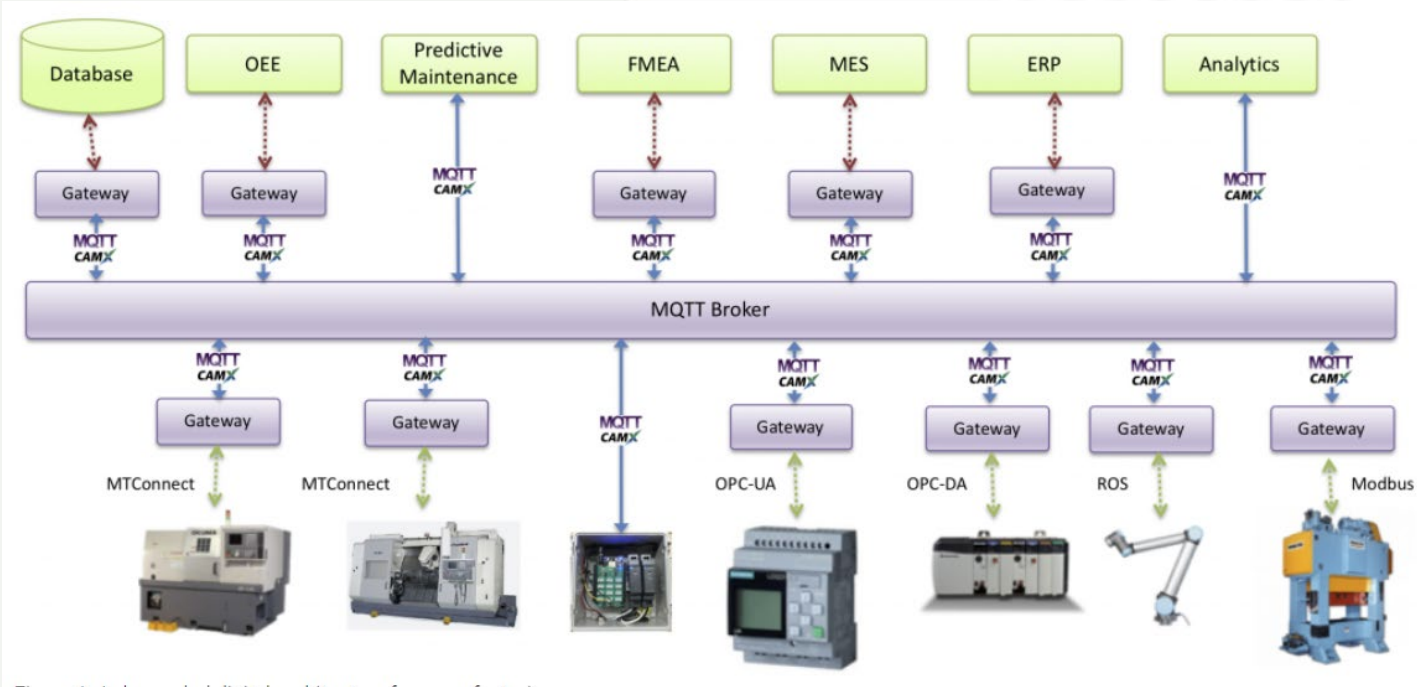 Database
OEE
Predictive
Maintenance
FMEA
MES
ERP
Analytics
Gateway
Gateway
MQTT
CAMX
Gateway
Gateway
Gateway
MQTT
CAMX
MQTT
CAMX
MQTT
CAMX
MQTT
CAMX
MQTT
CAMX
MQTT
CAMX
MQTT
CAMX
MQTT Broker
MQTT
CAMX
MQTT
CAMX
MQTT
CAMX
MQTT
CAMX
MQTT
CAMX
MQTT
CAMX
Gateway
Gateway
MQTT
CAMX
Gateway
Gateway
Gateway
Gateway
MTConnect
MTConnect
OPC-UA
OPC-DA
ROS
Modbus
SIEMENS